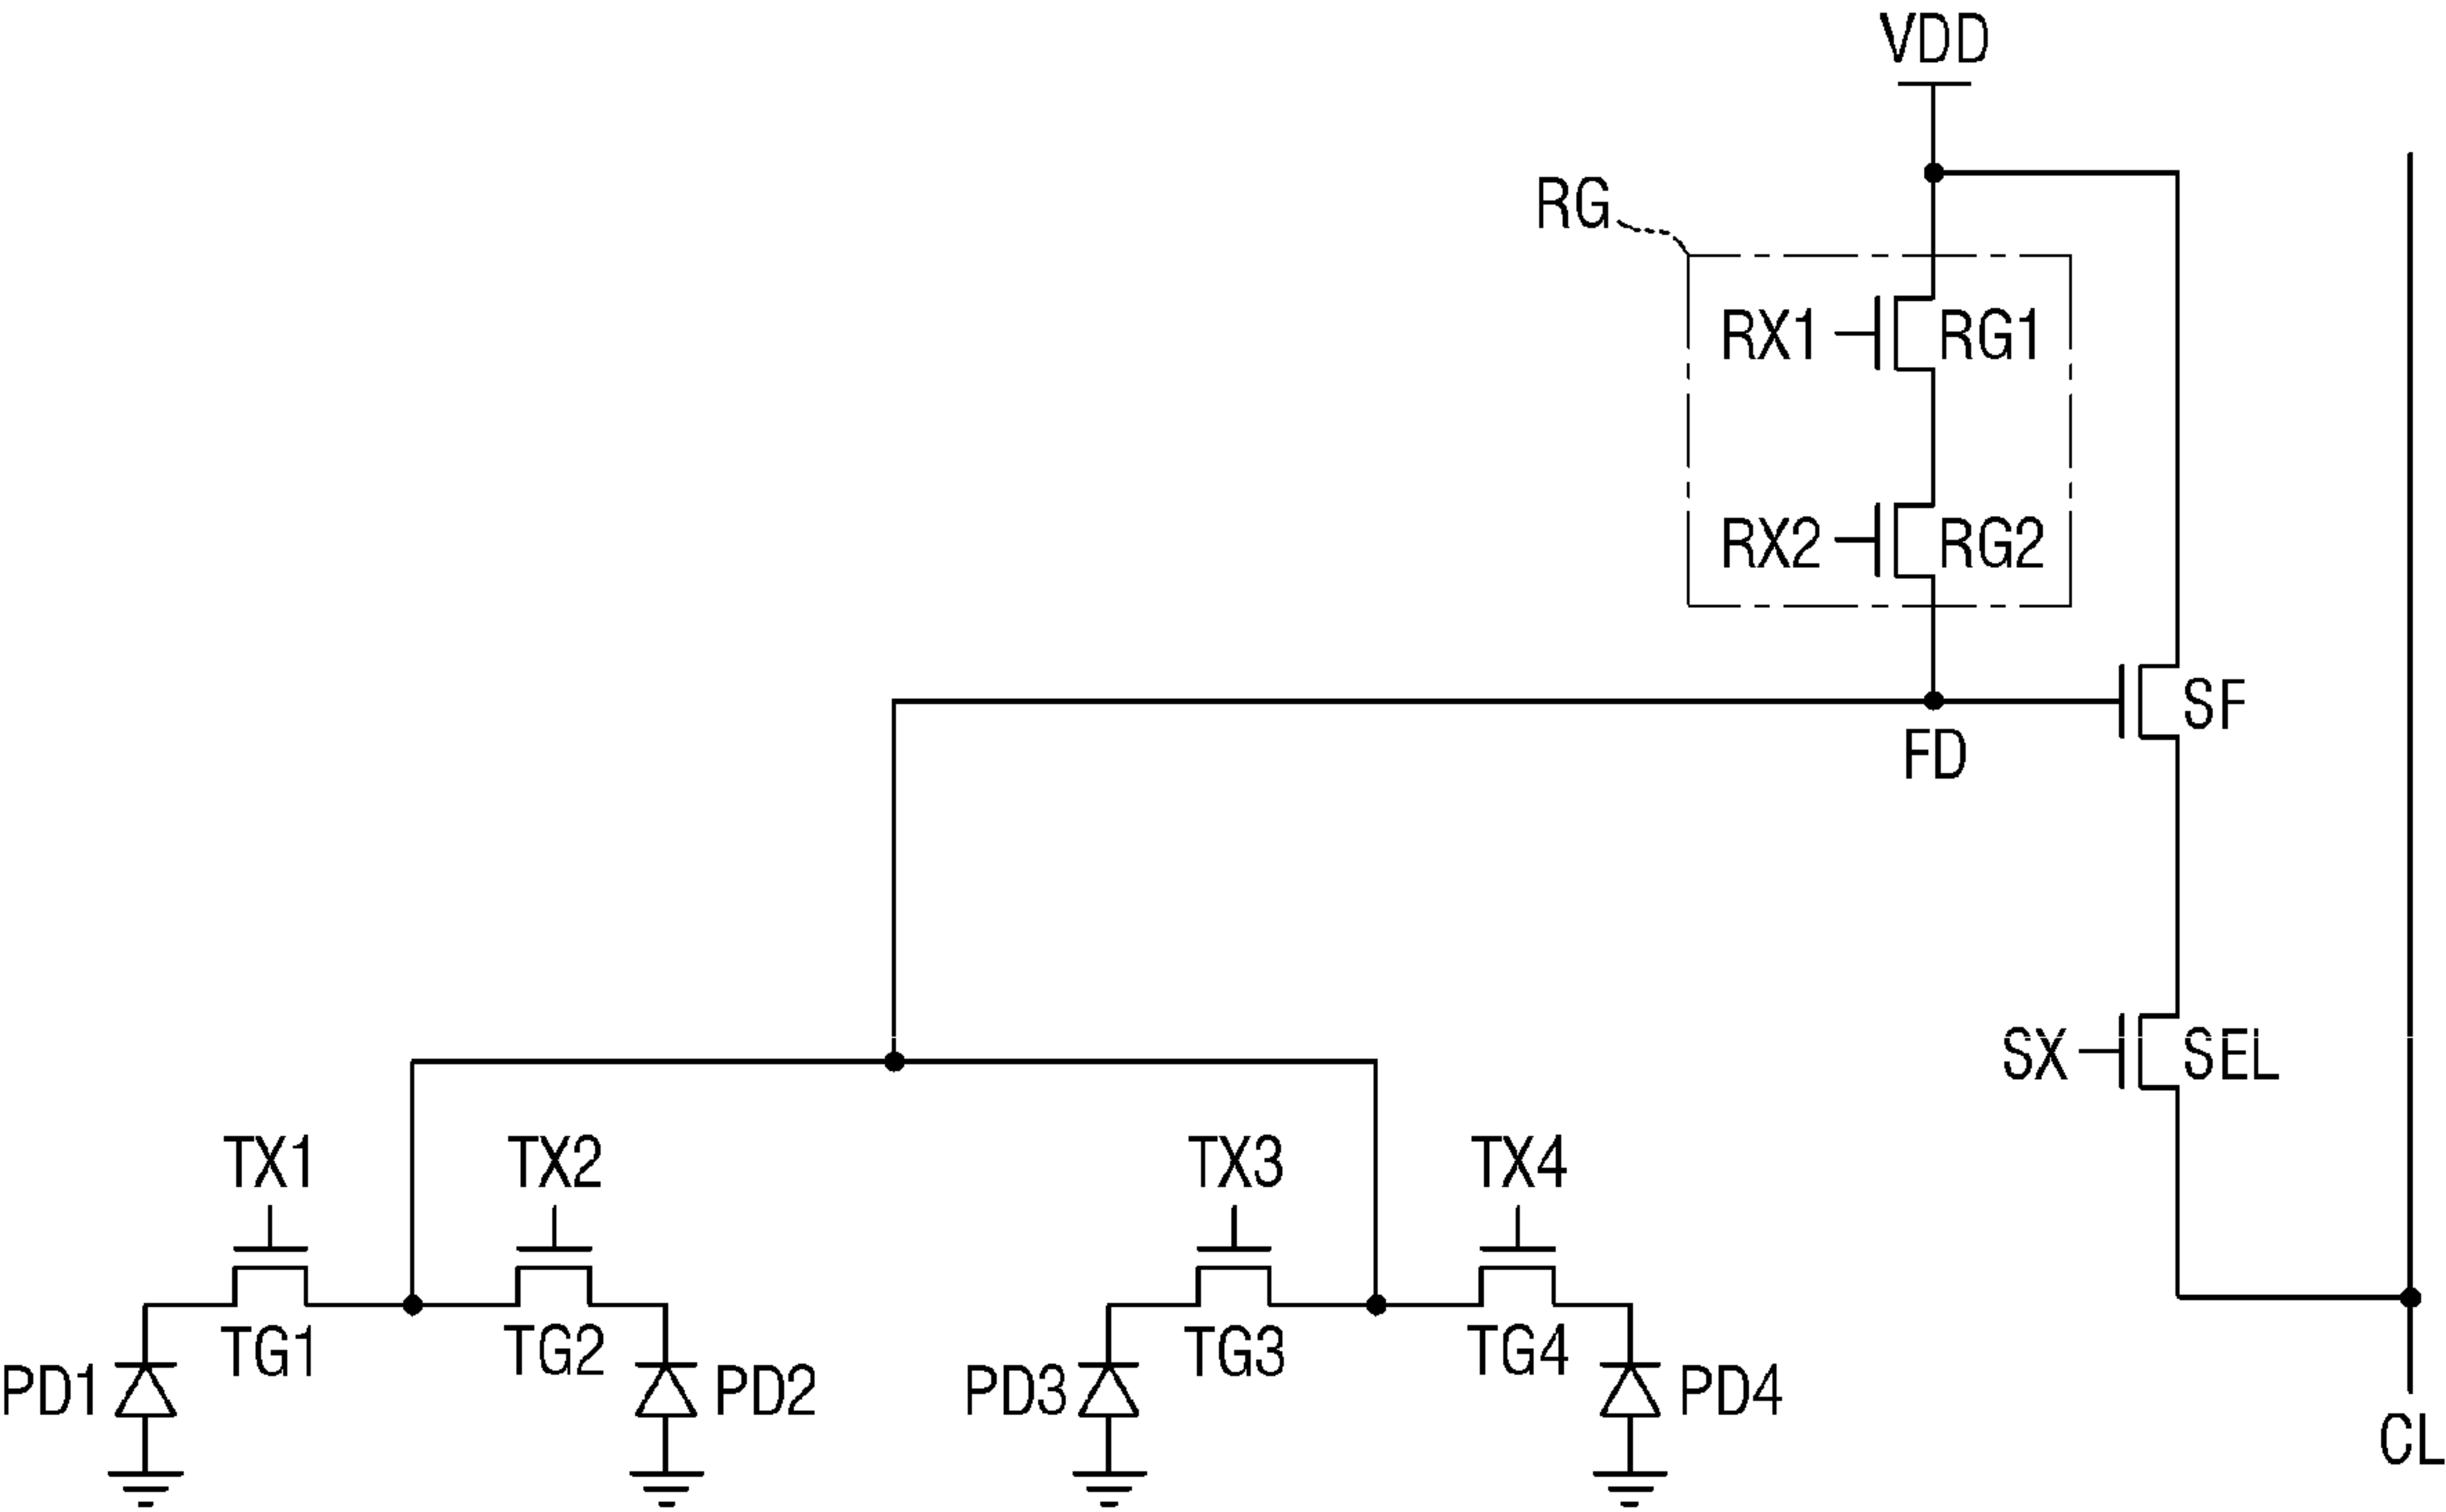 VDD
RG
RX1 RG1
RX2 RG2
SF
FD
SX SEL
TX1 TX2 TX3 TX4
TG1 TG2 TG3 TG4
PD1 PD2 PD3 PD4
CL